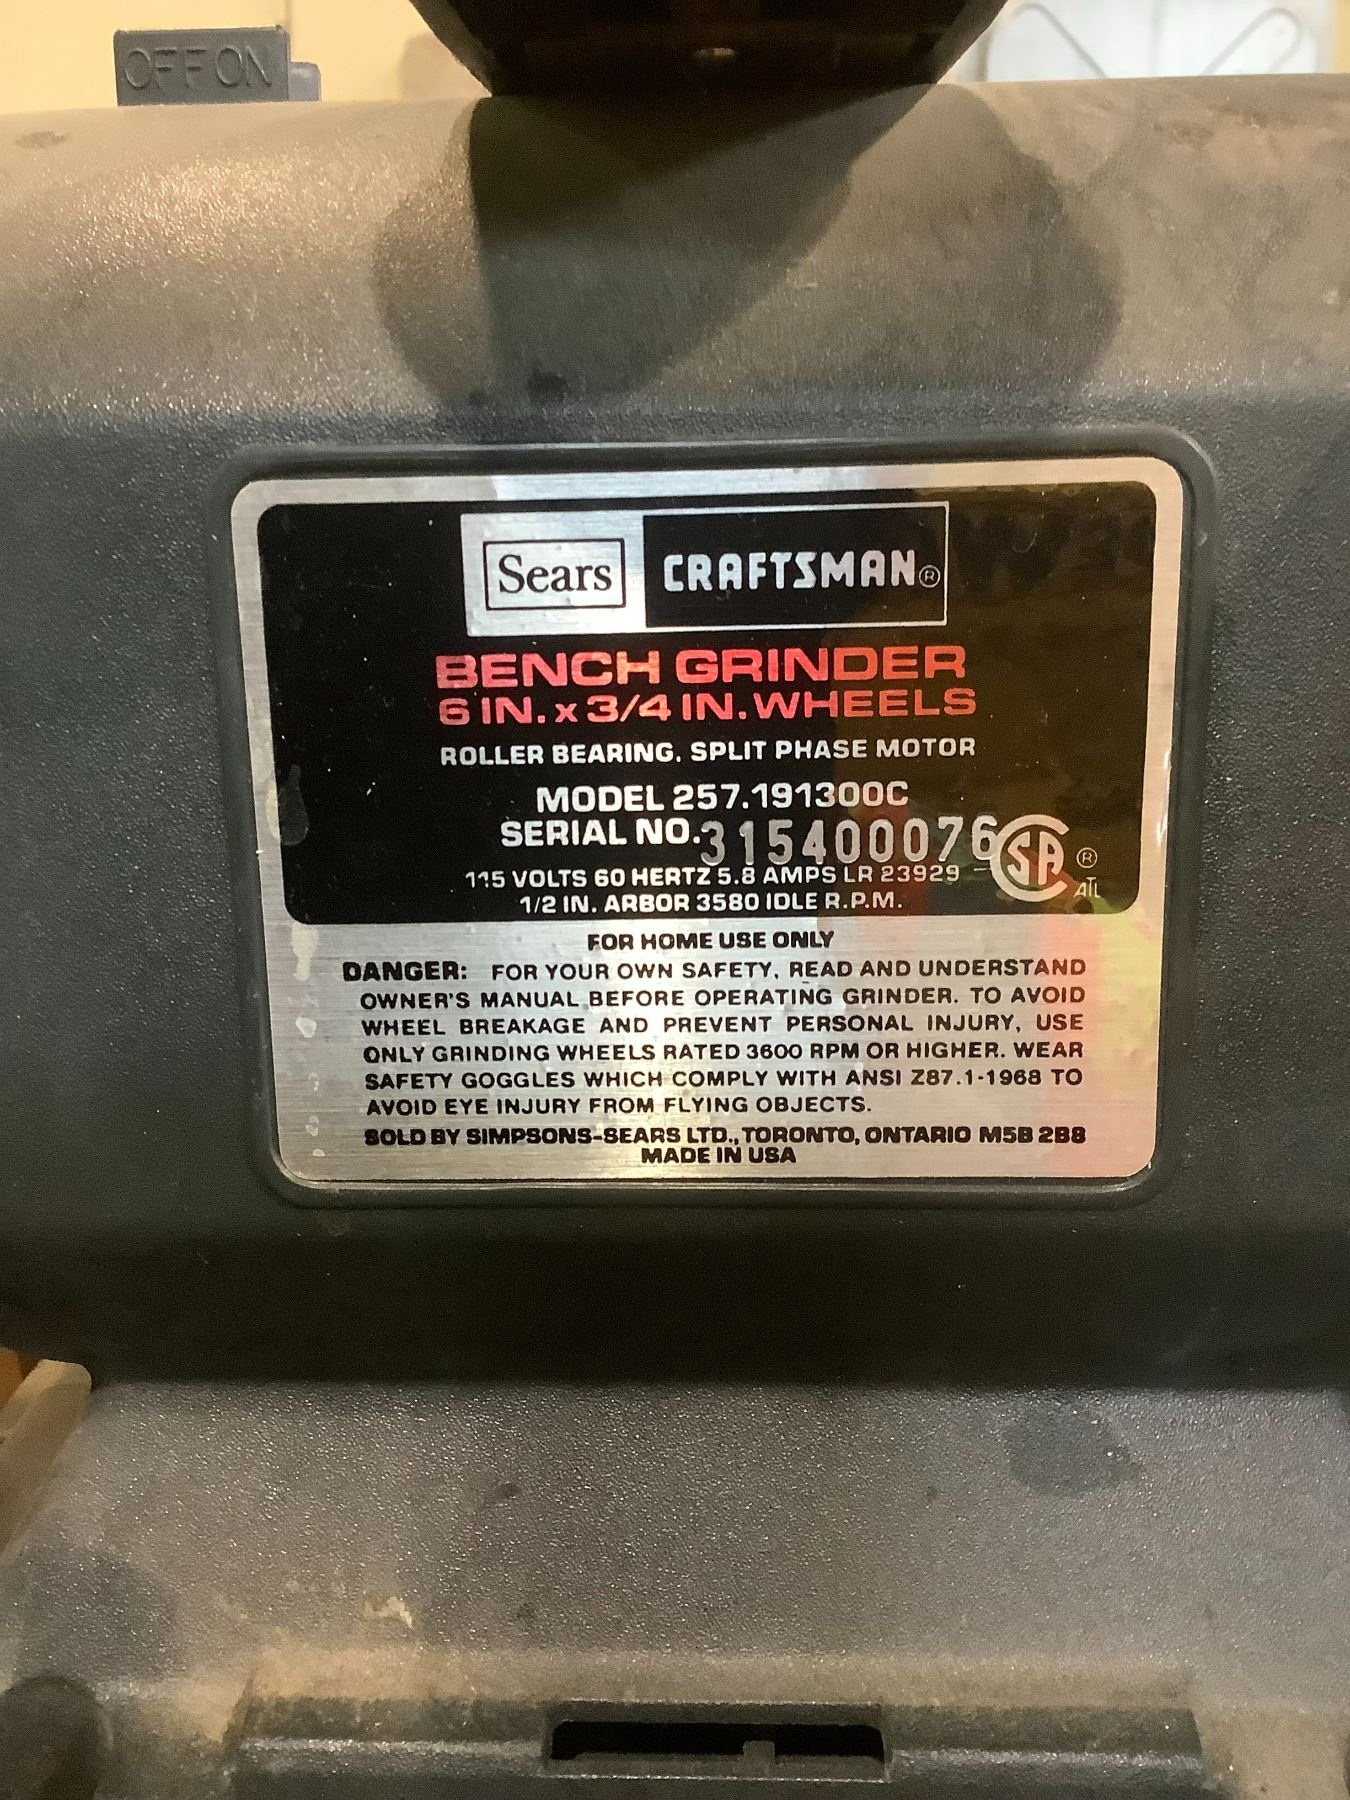 OFF ON
Sears CRAFTSMAN®
BENCH GRINDER
6 IN. x 3/4 IN. WHEELS
ROLLER BEARING. SPLIT PHASE MOTOR
MODEL 257.191300C
SERIAL NO. 315400076
115 VOLTS 60 HERTZ 5.8 AMPS LR 23929
SA ® ATL
1/2 IN. ARBOR 3580 IDLE R.P.M.
FOR HOME USE ONLY
DANGER: FOR YOUR OWN SAFETY, READ AND UNDERSTAND
OWNER'S MANUAL BEFORE OPERATING GRINDER. TO AVOID
WHEEL BREAKAGE AND PREVENT PERSONAL INJURY, USE
ONLY GRINDING WHEELS RATED 3600 RPM OR HIGHER. WEAR
SAFETY GOGGLES WHICH COMPLY WITH ANSI Z87.1-1968 TO
AVOID EYE INJURY FROM FLYING OBJECTS.
SOLD BY SIMPSONS-SEARS LTD., TORONTO, ONTARIO M5B 2B8
MADE IN USA